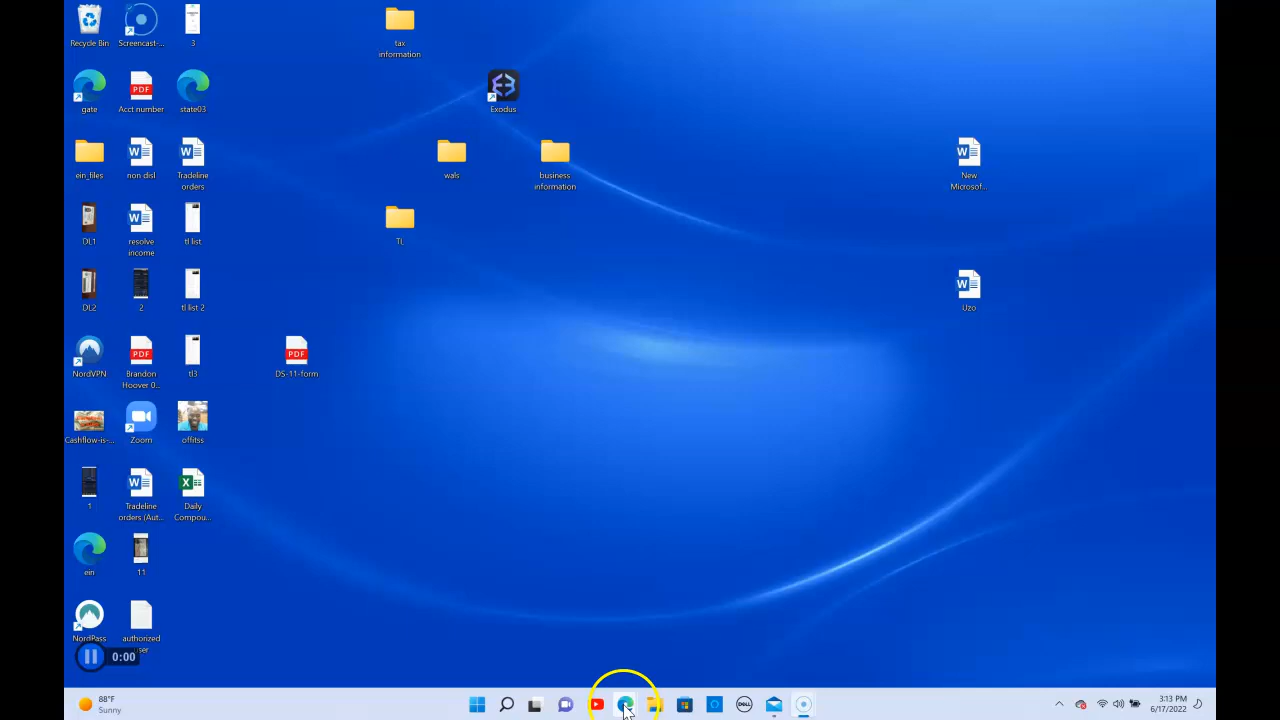 Recycle Bin
Screencast-...
3
tax
information
gate
PDF
Acct number
state03
Exodus
ein_files
W
non disl
W
Tradeline
orders
wals
business
information
W
New
Microsof...
DL1
W
resolve
income
tl list
TL
DL2
2
tl list 2
W
Uzo
NordVPN
PDF
Brandon
Hoover 0...
tl3
PDF
DS-11-form
Cashflow-is-...
Zoom
offitss
1
W
Tradeline
orders (Aut...
X
Daily
Compou...
ein
11
NordPass
authorized
0:00
88°F
Sunny
DELL
3:13 PM
6/17/2022